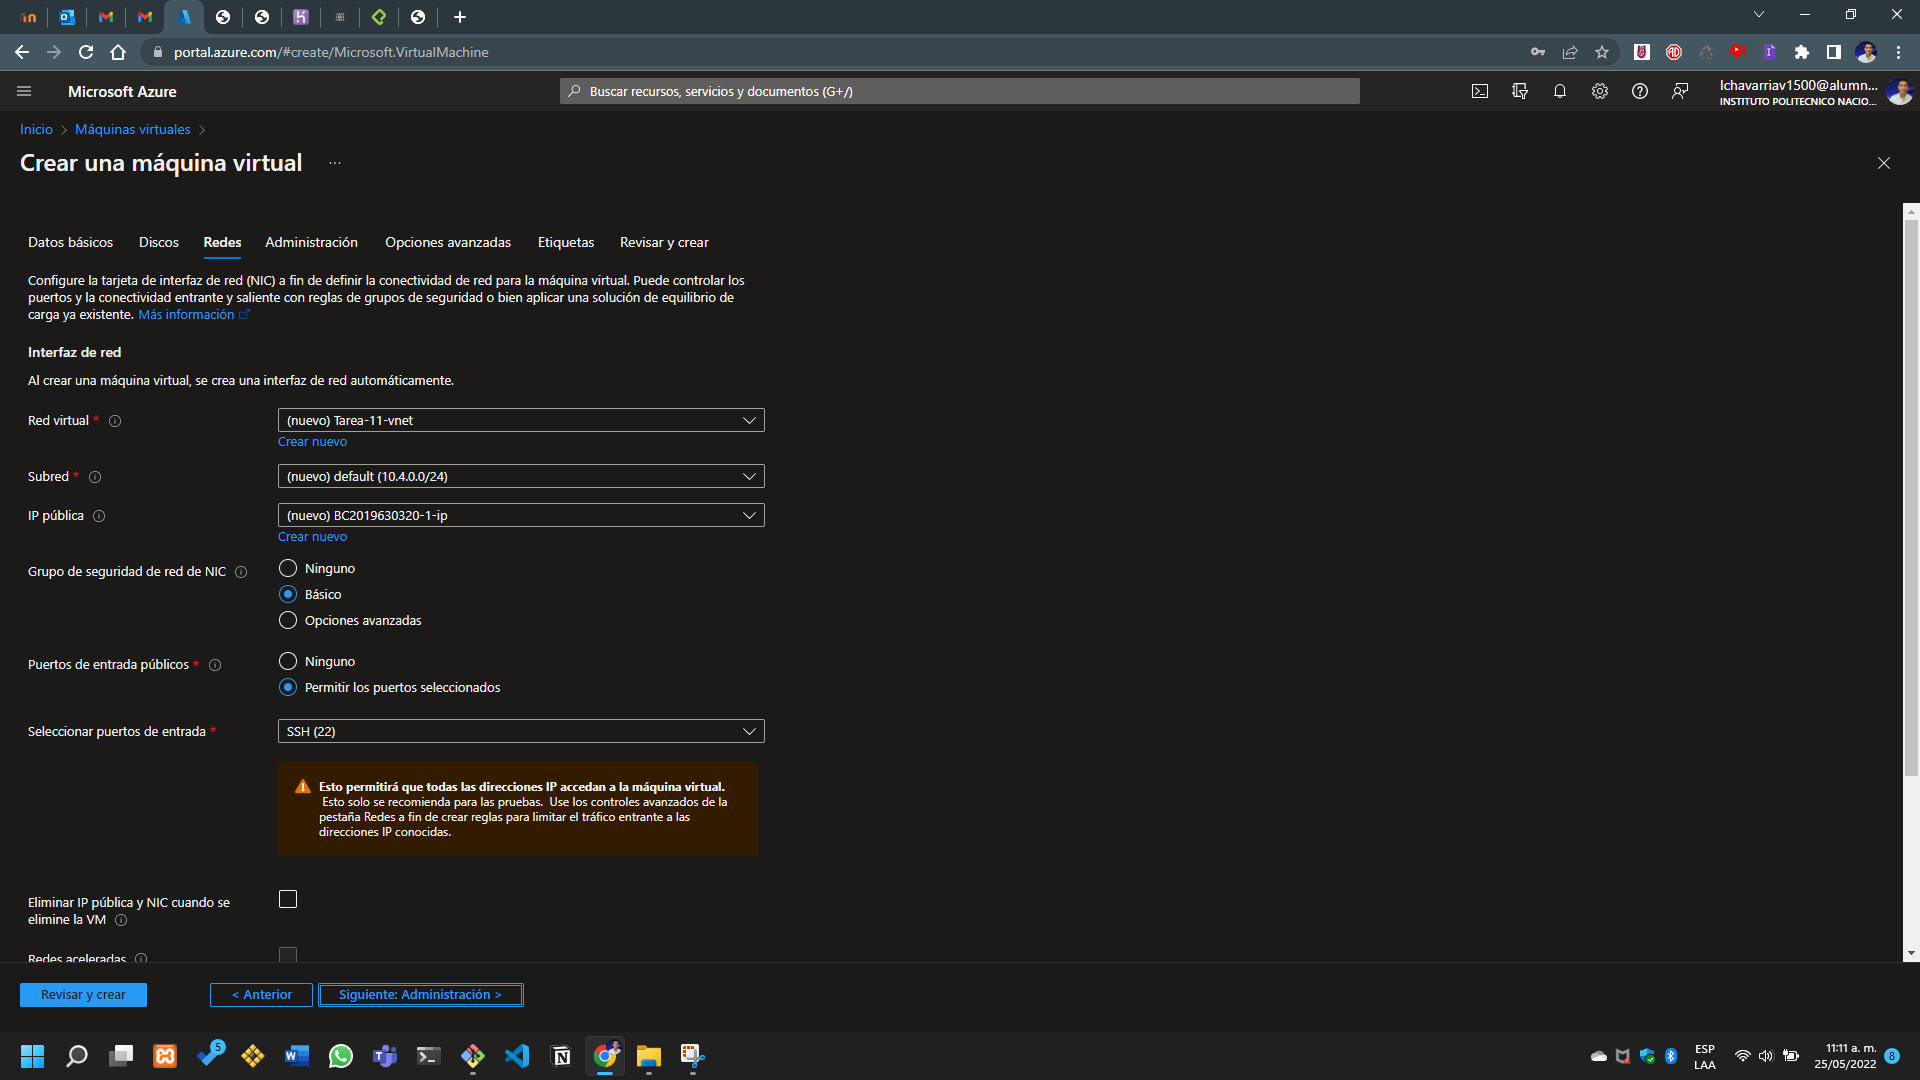 portal.azure.com/#create/Microsoft.VirtualMachine
Microsoft Azure
Buscar recursos, servicios y documentos (G+/)
lchavarriav1500@alumn...
INSTITUTO POLITECNICO NACIO...
Inicio > Máquinas virtuales >
Crear una máquina virtual ...
Datos básicos Discos Redes Administración Opciones avanzadas Etiquetas Revisar y crear
Configure la tarjeta de interfaz de red (NIC) a fin de definir la conectividad de red para la máquina virtual. Puede controlar los
puertos y la conectividad entrante y saliente con reglas de grupos de seguridad o bien aplicar una solución de equilibrio de
carga ya existente. Más información
Interfaz de red
Al crear una máquina virtual, se crea una interfaz de red automáticamente.
Red virtual * (nuevo) Tarea-11-vnet
Crear nuevo
Subred * (nuevo) default (10.4.0.0/24)
IP pública (nuevo) BC2019630320-1-ip
Crear nuevo
Grupo de seguridad de red de NIC
Ninguno
Básico
Opciones avanzadas
Puertos de entrada públicos *
Ninguno
Permitir los puertos seleccionados
Seleccionar puertos de entrada * SSH (22)
Esto permitirá que todas las direcciones IP accedan a la máquina virtual.
Esto solo se recomienda para las pruebas. Use los controles avanzados de la
pestaña Redes a fin de crear reglas para limitar el tráfico entrante a las
direcciones IP conocidas.
Eliminar IP pública y NIC cuando se
elimine la VM
Redes aceleradas
Revisar y crear < Anterior Siguiente: Administración >
5
ESP
LAA
11:11 a. m.
25/05/2022
8